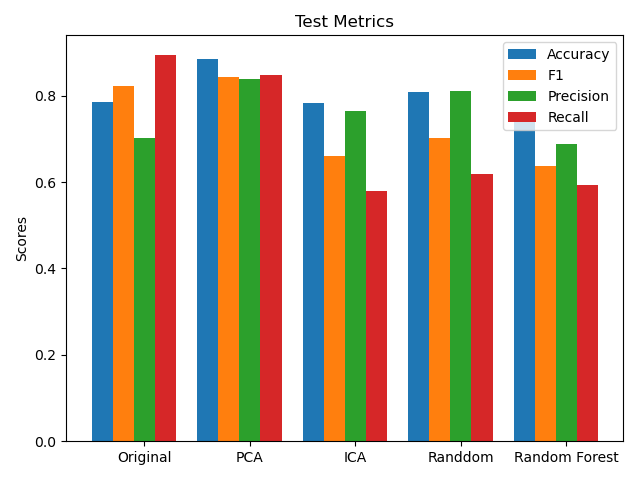 Test Metrics
Accuracy
F1
Precision
Recall
Scores
0.8
0.6
0.4
0.2
0.0
Original PCA ICA Randdom Random Forest